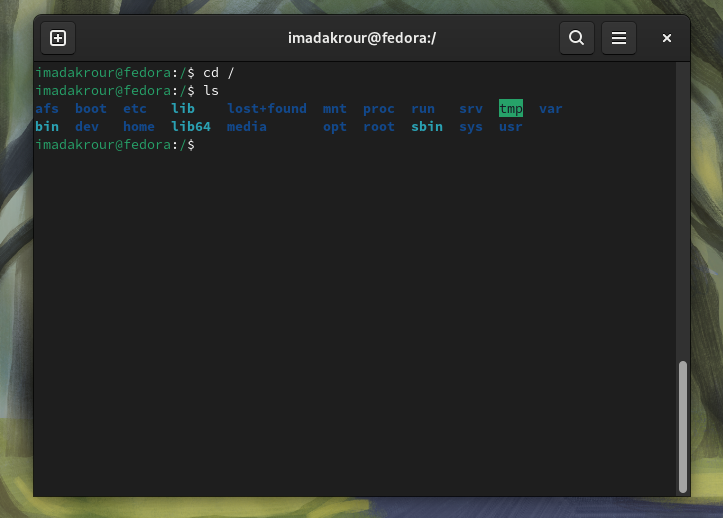 imadakrour@fedora:/
imadakrour@fedora:/$ cd /
imadakrour@fedora:/$ ls
afs boot etc lib lost+found mnt proc run srv tmp var
bin dev home lib64 media opt root sbin sys usr
imadakrour@fedora:/$